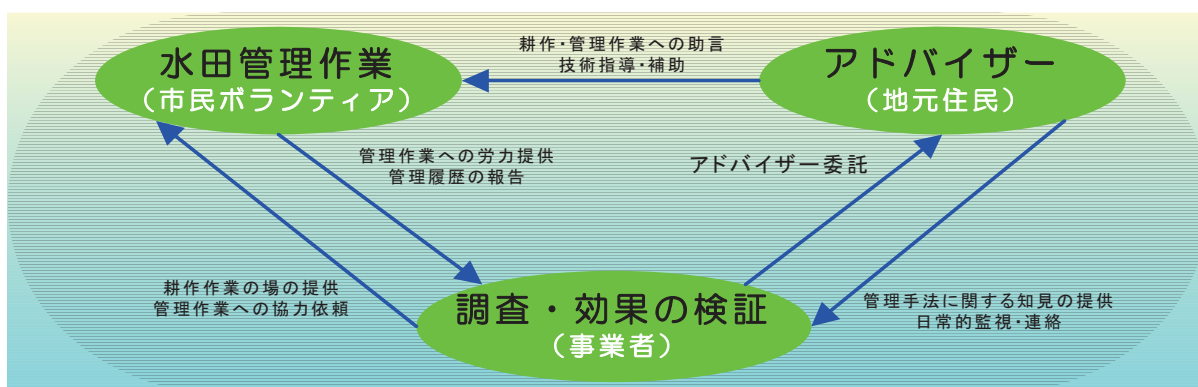 水田管理作業
（市民ボランティア）
耕作・管理作業への助言
技術指導・補助
アドバイザー
（地元住民）
管理作業への労力提供
管理履歴の報告
アドバイザー委託
耕作作業の場の提供
管理作業への協力依頼
調査・効果の検証
（事業者）
管理手法に関する知見の提供
日常的監視・連絡